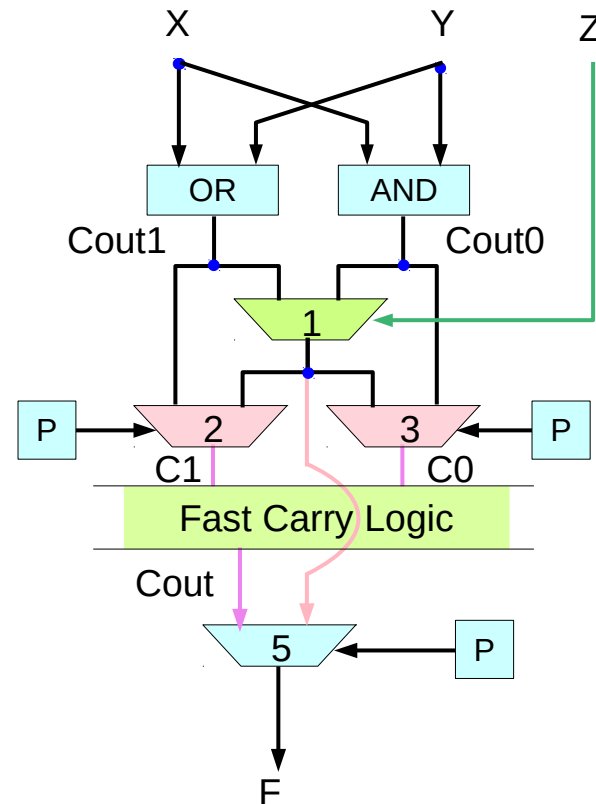 X Y Z
OR AND
Cout1 Cout0
1
P 2 3 P
C1 C0
Fast Carry Logic
Cout
5 P
F